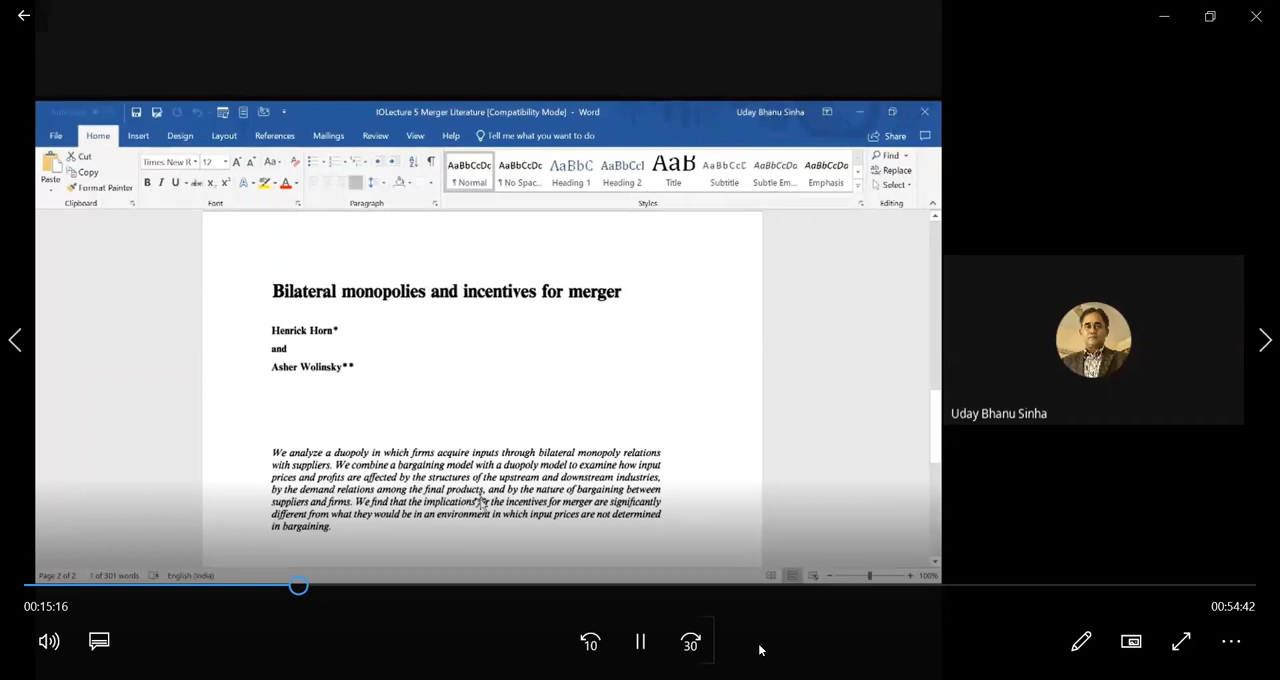 IOLecture 5 Merger Literature [Compatibility Mode] - Word
Uday Bhanu Sinha
File Home Insert Design Layout References Mailings Review View Help Tell me what you want to do Share
Paste Cut Copy Format Painter
Times New R 12 Aa
B I U abc x₂ x² A A
AaBbCcDc AaBbCcDc AaBbC AaBbCcI AaB AaBbCcD AaBbCcDa AaBbCcDa
¶ Normal ¶ No Spac... Heading 1 Heading 2 Title Subtitle Subtle Em... Emphasis
Find Replace Select
Clipboard Font Paragraph Styles Editing
Bilateral monopolies and incentives for merger
Henrick Horn*
and
Asher Wolinsky**
We analyze a duopoly in which firms acquire inputs through bilateral monopoly relations
with suppliers. We combine a bargaining model with a duopoly model to examine how input
prices and profits are affected by the structures of the upstream and downstream industries,
by the demand relations among the final products, and by the nature of bargaining between
suppliers and firms. We find that the implications the incentives for merger are significantly
different from what they would be in an environment in which input prices are not determined
in bargaining.
Uday Bhanu Sinha
Page 2 of 2 1 of 301 words English (India) 100%
00:15:16 00:54:42
10 30